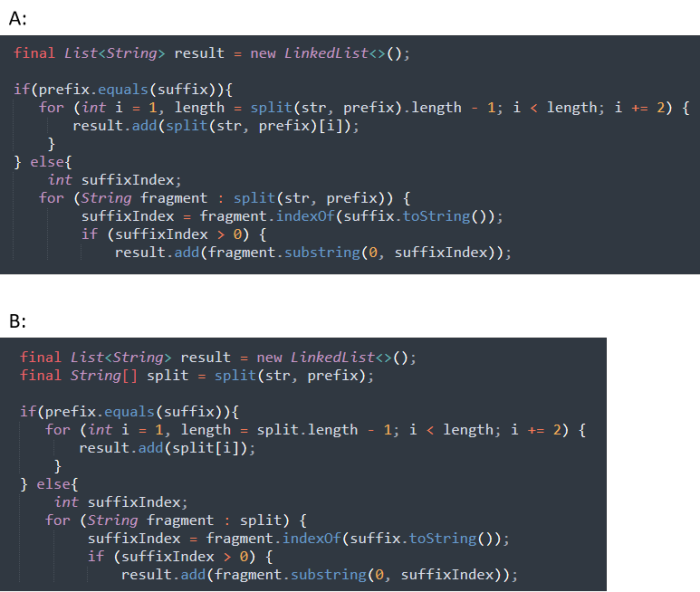 A:
final List<String> result = new LinkedList<>();
if(prefix.equals(suffix)){
for (int i = 1, length = split(str, prefix).length - 1; i < length; i += 2) {
result.add(split(str, prefix)[i]);
}
} else{
int suffixIndex;
for (String fragment : split(str, prefix)) {
suffixIndex = fragment.indexOf(suffix.toString());
if (suffixIndex > 0) {
result.add(fragment.substring(0, suffixIndex));
B:
final List<String> result = new LinkedList<>();
final String[] split = split(str, prefix);
if(prefix.equals(suffix)){
for (int i = 1, length = split.length - 1; i < length; i += 2) {
result.add(split[i]);
}
} else{
int suffixIndex;
for (String fragment : split) {
suffixIndex = fragment.indexOf(suffix.toString());
if (suffixIndex > 0) {
result.add(fragment.substring(0, suffixIndex));